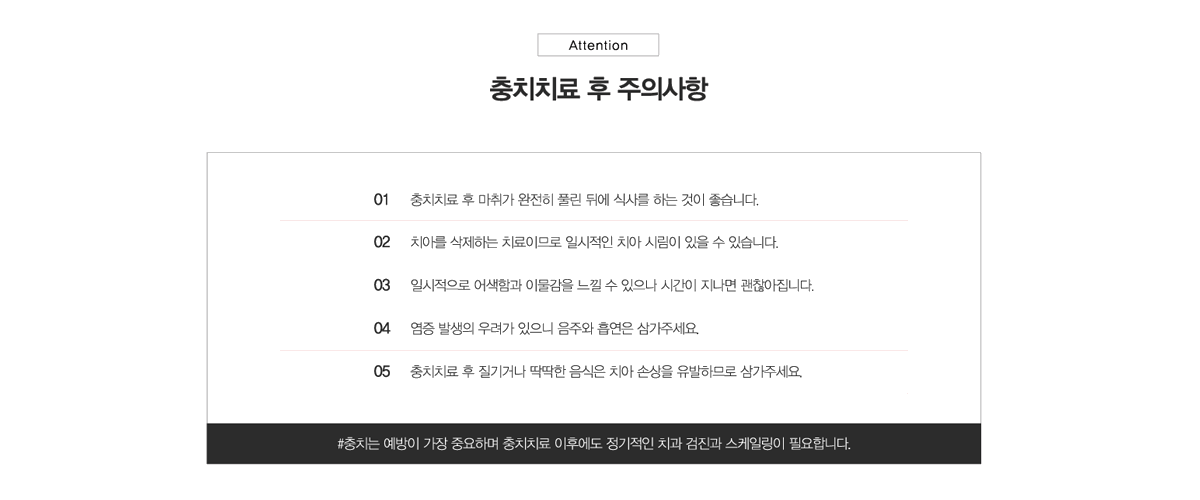 Attention
충치치료 후 주의사항
01 충치치료 후 마취가 완전히 풀린 뒤에 식사를 하는 것이 좋습니다.
02 치아를 삭제하는 치료이므로 일시적인 치아 시림이 있을 수 있습니다.
03 일시적으로 어색함과 이물감을 느낄 수 있으나 시간이 지나면 괜찮아집니다.
04 염증 발생의 우려가 있으니 음주와 흡연은 삼가주세요.
05 충치치료 후 질기거나 딱딱한 음식은 치아 손상을 유발하므로 삼가주세요.
#충치는 예방이 가장 중요하며 충치치료 이후에도 정기적인 치과 검진과 스케일링이 필요합니다.